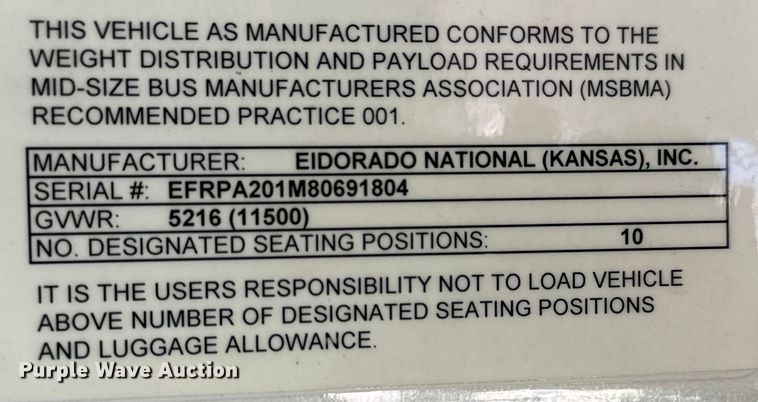 THIS VEHICLE AS MANUFACTURED CONFORMS TO THE
WEIGHT DISTRIBUTION AND PAYLOAD REQUIREMENTS IN
MID-SIZE BUS MANUFACTURERS ASSOCIATION (MSBMA)
RECOMMENDED PRACTICE 001.
MANUFACTURER: EIDORADO NATIONAL (KANSAS), INC.
SERIAL #: EFRPA201M80691804
GVWR: 5216 (11500)
NO. DESIGNATED SEATING POSITIONS: 10
IT IS THE USERS RESPONSIBILITY NOT TO LOAD VEHICLE
ABOVE NUMBER OF DESIGNATED SEATING POSITIONS
AND LUGGAGE ALLOWANCE.
Purple Wave Auction